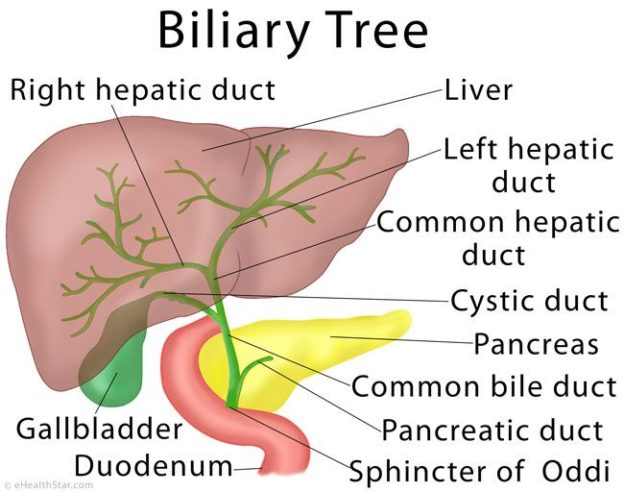 Biliary Tree
Right hepatic duct
Liver
Left hepatic
duct
Common hepatic
duct
Cystic duct
Pancreas
Common bile duct
Gallbladder
Pancreatic duct
Duodenum
Sphincter of Oddi
© eHealthStar.com